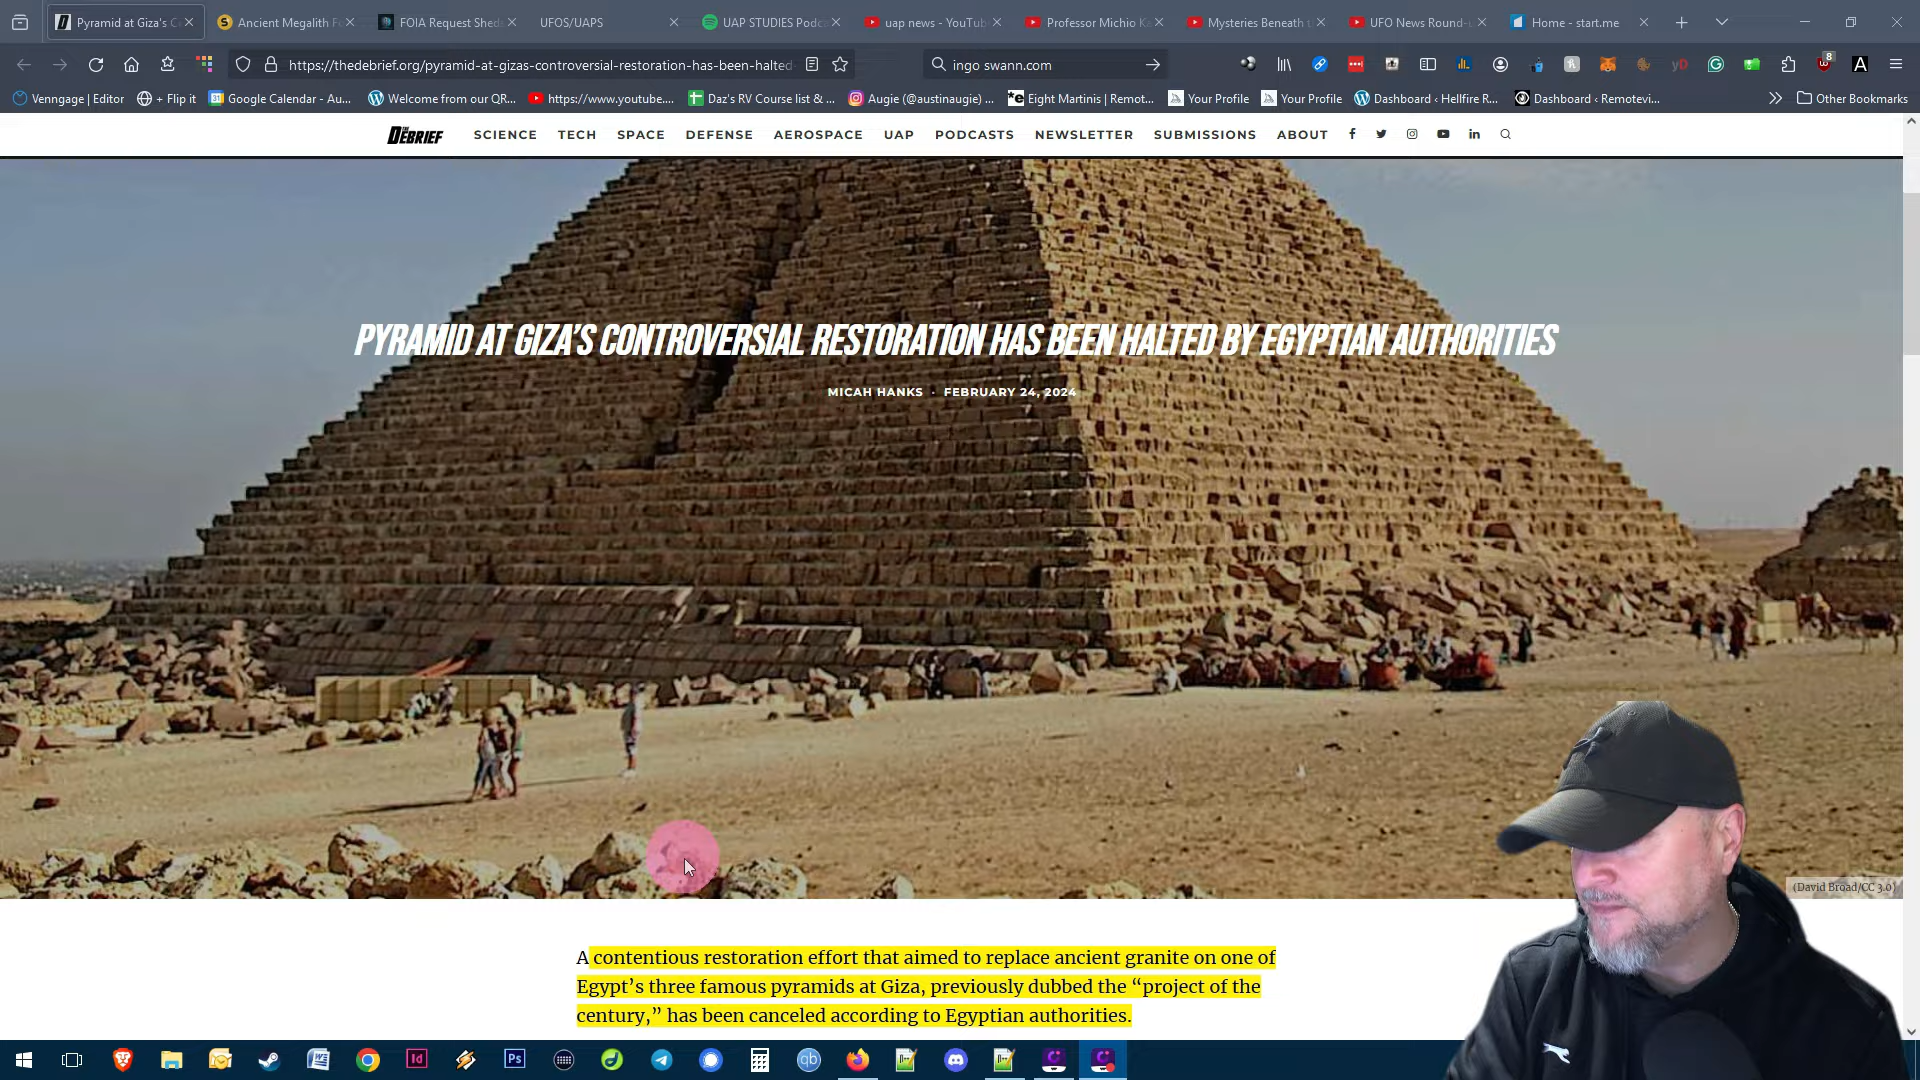 Pyramid at Giza's C
Ancient Megalith F
FOIA Request Sheds
UFOS/UAPS
UAP STUDIES Podc
uap news - YouTub
Professor Michio K
Mysteries Beneath
UFO News Round-
Home - start.me
https://thedebrief.org/pyramid-at-gizas-controversial-restoration-has-been-halted
ingo swann.com
8
A
Venngage | Editor
+ Flip it
Google Calendar - Au...
Welcome from our QR...
https://www.youtube....
Daz's RV Course list & ...
Augie (@austinaugie) ...
Eight Martinis | Remot...
Your Profile
Your Profile
Dashboard ‹ Hellfire R...
Dashboard ‹ Remotevi...
Other Bookmarks
THE DEBRIEF
SCIENCE
TECH
SPACE
DEFENSE
AEROSPACE
UAP
PODCASTS
NEWSLETTER
SUBMISSIONS
ABOUT
PYRAMID AT GIZA'S CONTROVERSIAL RESTORATION HAS BEEN HALTED BY EGYPTIAN AUTHORITIES
MICAH HANKS · FEBRUARY 24, 2024
(David Broad/CC 3.0)
A contentious restoration effort that aimed to replace ancient granite on one of
Egypt's three famous pyramids at Giza, previously dubbed the “project of the
century,” has been canceled according to Egyptian authorities.